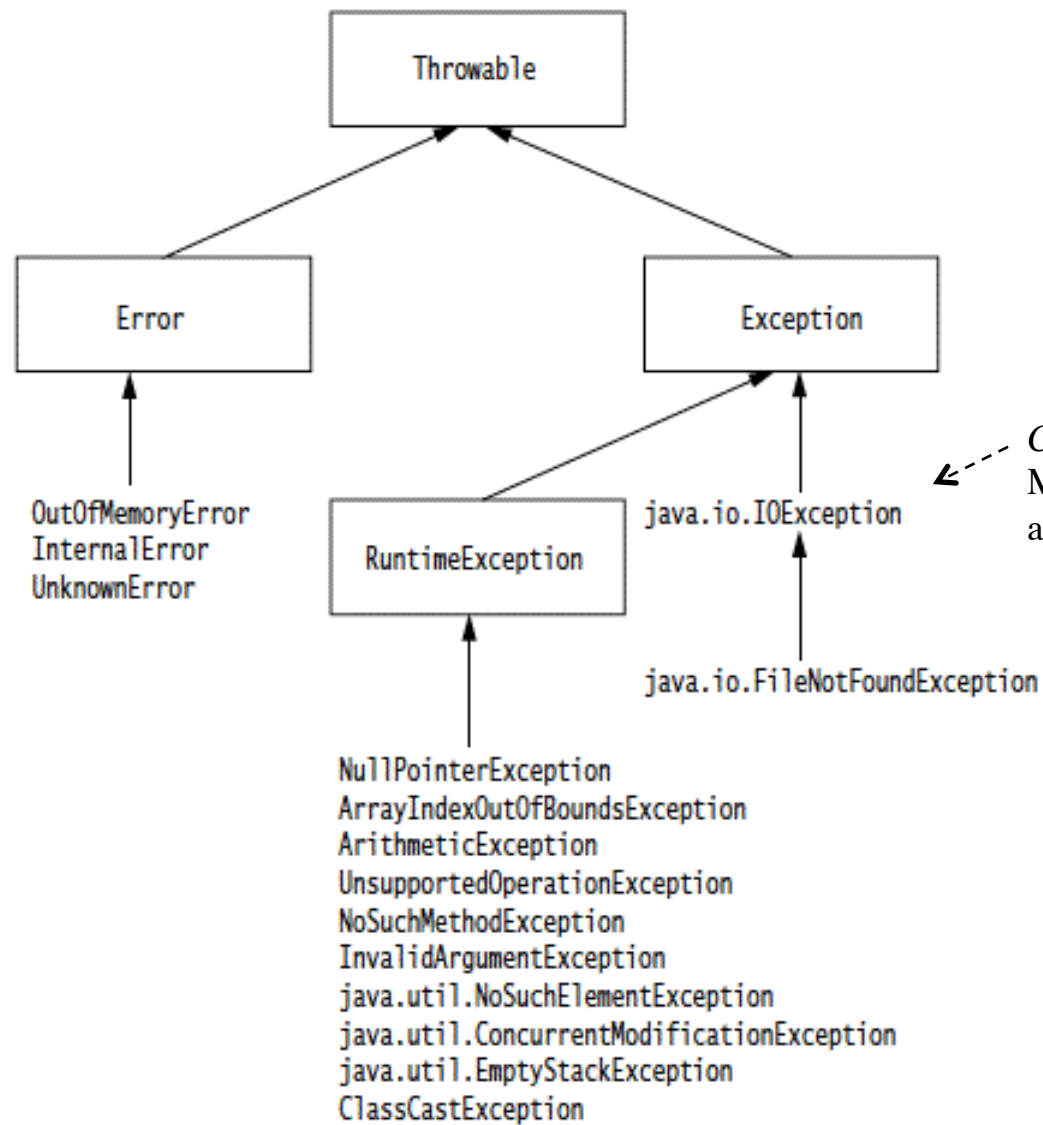 Throwable
Error
Exception
OutOfMemoryError
InternalError
UnknownError
RuntimeException
java.io.IOException
java.io.FileNotFoundException
NullPointerException
ArrayIndexOutOfBoundsException
ArithmeticException
UnsupportedOperationException
NoSuchMethodException
InvalidArgumentException
java.util.NoSuchElementException
java.util.ConcurrentModificationException
java.util.EmptyStackException
ClassCastException